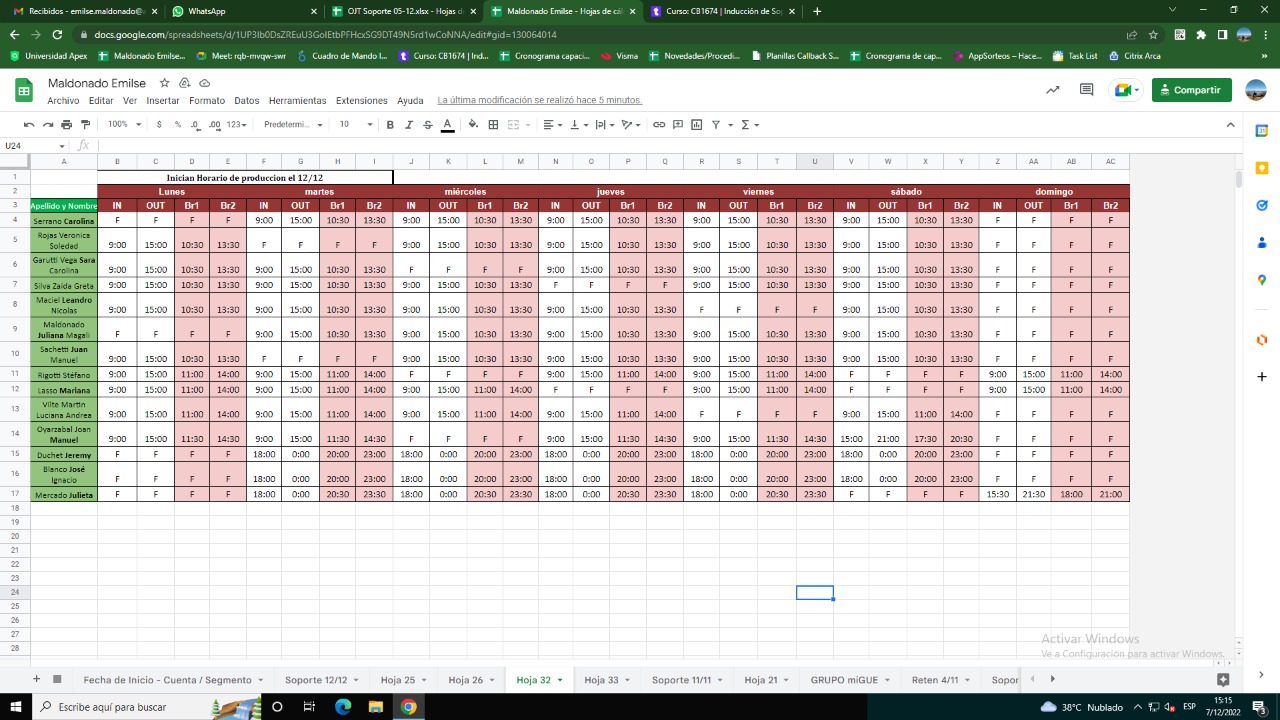 Recibidos - emilse.maldonado@v
WhatsApp
OJT Soporte 05-12.xlsx - Hojas d
Maldonado Emilse - Hojas de cál
Curso: CB1674 | Inducción de So
docs.google.com/spreadsheets/d/1UP3Ib0DsZREuU3GoIEtbPFHcxSG9DT49N5rd1wCoNNA/edit#gid=130064014
Universidad Apex
Maldonado Emilse...
Meet: rqb-mvqw-swr
Cuadro de Mando I...
Curso: CB1674 | Ind...
Cronograma capaci...
Visma
Novedades/Procedi...
Planillas Callback S...
Cronograma de cap...
AppSorteos – Hace...
Task List
Citrix Arca
Maldonado Emilse
Archivo Editar Ver Insertar Formato Datos Herramientas Extensiones Ayuda La última modificación se realizó hace 5 minutos.
Compartir
100% $ % .0 .00 123 Predetermi... 10 B I S A
U24 fx
A B C D E F G H I J K L M N O P Q R S T U V W X Y Z AA AB AC
1 Inician Horario de produccion el 12/12
2 Lunes martes miércoles jueves viernes sábado domingo
3 Apellido y Nombre IN OUT Br1 Br2 IN OUT Br1 Br2 IN OUT Br1 Br2 IN OUT Br1 Br2 IN OUT Br1 Br2 IN OUT Br1 Br2 IN OUT Br1 Br2
4 Serrano Carolina F F F F 9:00 15:00 10:30 13:30 9:00 15:00 10:30 13:30 9:00 15:00 10:30 13:30 9:00 15:00 10:30 13:30 9:00 15:00 10:30 13:30 F F F F
5 Rojas Veronica Soledad 9:00 15:00 10:30 13:30 F F F F 9:00 15:00 10:30 13:30 9:00 15:00 10:30 13:30 9:00 15:00 10:30 13:30 9:00 15:00 10:30 13:30 F F F F
6 Garutti Vega Sara Carolina 9:00 15:00 10:30 13:30 9:00 15:00 10:30 13:30 F F F F 9:00 15:00 10:30 13:30 9:00 15:00 10:30 13:30 9:00 15:00 10:30 13:30 F F F F
7 Silva Zaida Greta 9:00 15:00 10:30 13:30 9:00 15:00 10:30 13:30 9:00 15:00 10:30 13:30 F F F F 9:00 15:00 10:30 13:30 9:00 15:00 10:30 13:30 F F F F
8 Maciel Leandro Nicolas 9:00 15:00 10:30 13:30 9:00 15:00 10:30 13:30 9:00 15:00 10:30 13:30 9:00 15:00 10:30 13:30 F F F F 9:00 15:00 10:30 13:30 F F F F
9 Maldonado Juliana Magali F F F F 9:00 15:00 10:30 13:30 9:00 15:00 10:30 13:30 9:00 15:00 10:30 13:30 9:00 15:00 10:30 13:30 9:00 15:00 10:30 13:30 F F F F
10 Sachetti Juan Manuel 9:00 15:00 10:30 13:30 F F F F 9:00 15:00 10:30 13:30 9:00 15:00 10:30 13:30 9:00 15:00 10:30 13:30 9:00 15:00 10:30 13:30 F F F F
11 Rigotti Stéfano 9:00 15:00 11:00 14:00 9:00 15:00 11:00 14:00 F F F F 9:00 15:00 11:00 14:00 9:00 15:00 11:00 14:00 F F F F 9:00 15:00 11:00 14:00
12 Lasso Mariana 9:00 15:00 11:00 14:00 9:00 15:00 11:00 14:00 9:00 15:00 11:00 14:00 F F F F 9:00 15:00 11:00 14:00 F F F F 9:00 15:00 11:00 14:00
13 Vilte Martin Luciana Andrea 9:00 15:00 11:00 14:00 9:00 15:00 11:00 14:00 9:00 15:00 11:00 14:00 9:00 15:00 11:00 14:00 F F F F 9:00 15:00 11:00 14:00 F F F F
14 Oyarzabal Joan Manuel 9:00 15:00 11:30 14:30 9:00 15:00 11:30 14:30 F F F F 9:00 15:00 11:30 14:30 9:00 15:00 11:30 14:30 15:00 21:00 17:30 20:30 F F F F
15 Duchet Jeremy F F F F 18:00 0:00 20:00 23:00 18:00 0:00 20:00 23:00 18:00 0:00 20:00 23:00 18:00 0:00 20:00 23:00 18:00 0:00 20:00 23:00 F F F F
16 Blanco José Ignacio F F F F 18:00 0:00 20:00 23:00 18:00 0:00 20:00 23:00 18:00 0:00 20:00 23:00 18:00 0:00 20:00 23:00 18:00 0:00 20:00 23:00 F F F F
17 Mercado Julieta F F F F 18:00 0:00 20:30 23:30 18:00 0:00 20:30 23:30 18:00 0:00 20:30 23:30 18:00 0:00 20:30 23:30 F F F F 15:30 21:30 18:00 21:00
18
19
20
21
22
23
24
25
26
27
28
Activar Windows
Ve a Configuración para activar Windows.
Fecha de Inicio - Cuenta / Segmento Soporte 12/12 Hoja 25 Hoja 26 Hoja 32 Hoja 33 Soporte 11/11 Hoja 21 GRUPO miGUE Reten 4/11 Sopor
Escribe aquí para buscar
38°C Nublado
ESP
15:15
7/12/2022
3